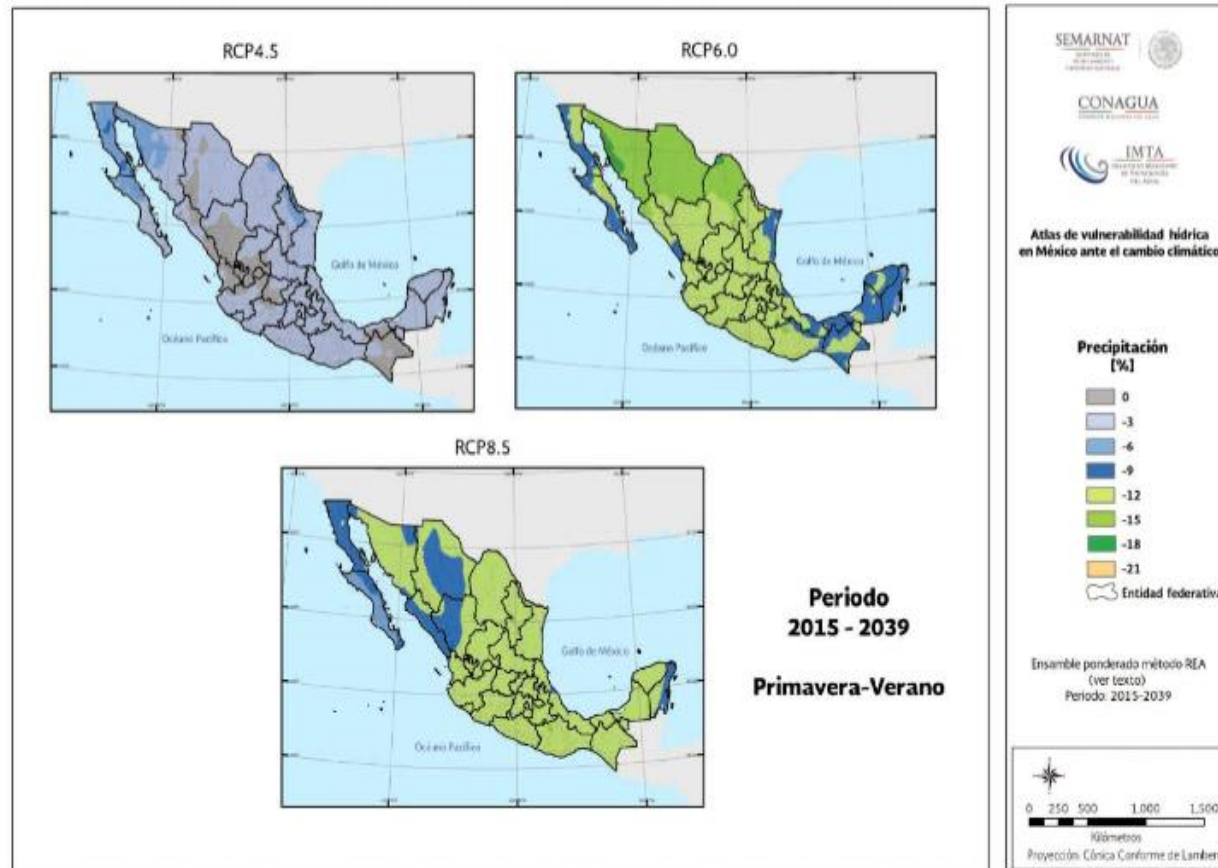 RCP4.5
Golfo de México
Océano Pacífico
RCP6.0
Golfo de México
Océano Pacífico
RCP8.5
Golfo de México
Océano Pacífico
Periodo
2015 - 2039
Primavera-Verano
SEMARNAT
CONAGUA
IMTA
Atlas de vulnerabilidad hídrica
en México ante el cambio climático
Precipitación
[%]
0
-3
-6
-9
-12
-15
-18
-21
Entidad federativa
Ensamble ponderado método REA
(ver texto)
Periodo: 2015-2039
0 250 500 1,000 1,500
Kilómetros
Proyección: Cónica Conforme de Lamber